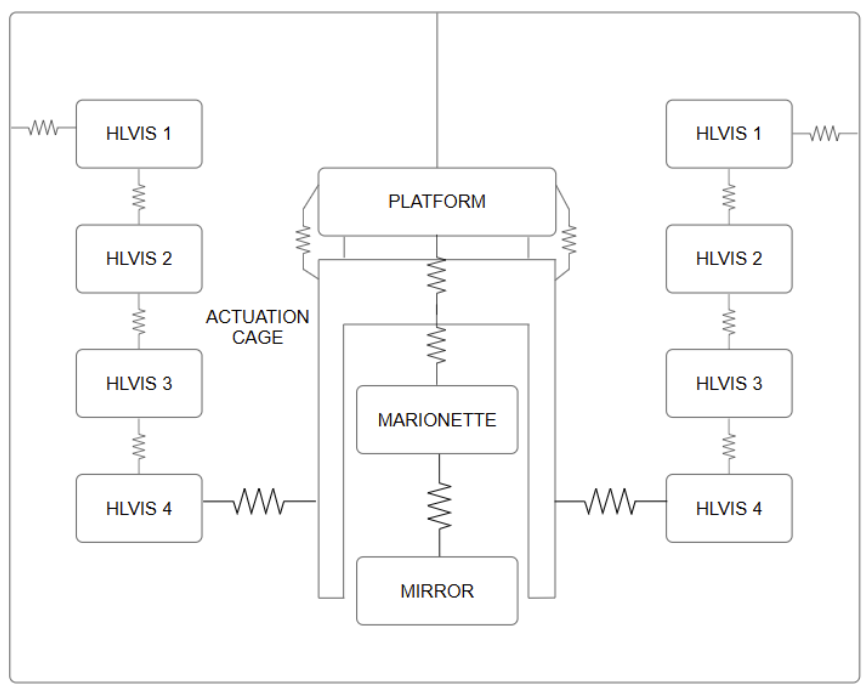 HLVIS 1
HLVIS 1
PLATFORM
HLVIS 2
HLVIS 2
ACTUATION
CAGE
HLVIS 3
HLVIS 3
MARIONETTE
HLVIS 4
HLVIS 4
MIRROR